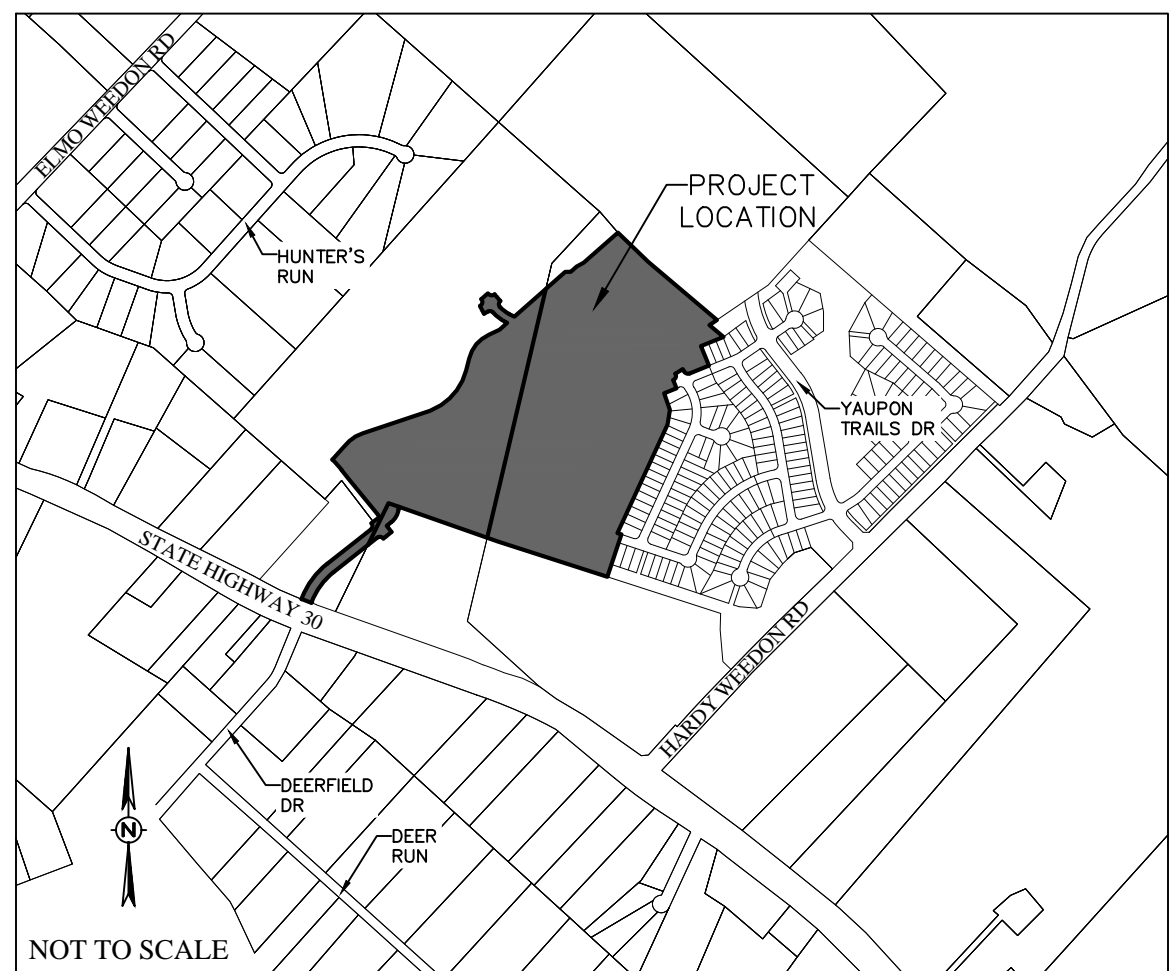 ELMO WEEDON RD
PROJECT
LOCATION
HUNTER'S
RUN
YAUPON
TRAILS DR
STATE HIGHWAY 30
HARDY WEEDON RD
DEERFIELD
DR
DEER
RUN
N
NOT TO SCALE